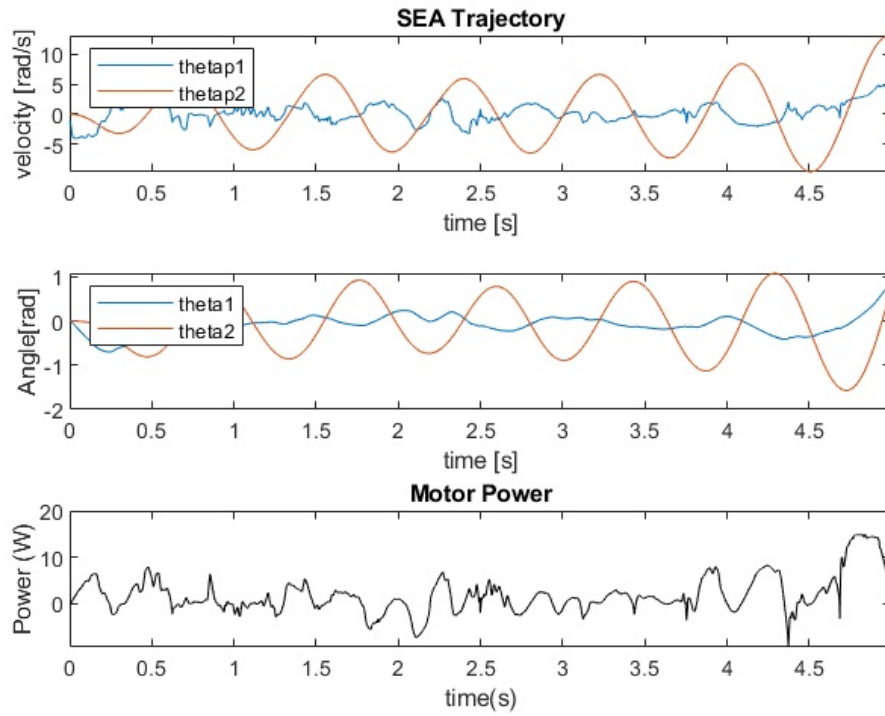 SEA Trajectory
velocity [rad/s]
10
5
0
-5
thetap1
thetap2
0 0.5 1 1.5 2 2.5 3 3.5 4 4.5
time [s]
Angle[rad]
1
0
-1
-2
theta1
theta2
0 0.5 1 1.5 2 2.5 3 3.5 4 4.5
time [s]
Motor Power
Power (W)
20
10
0
0 0.5 1 1.5 2 2.5 3 3.5 4 4.5
time(s)